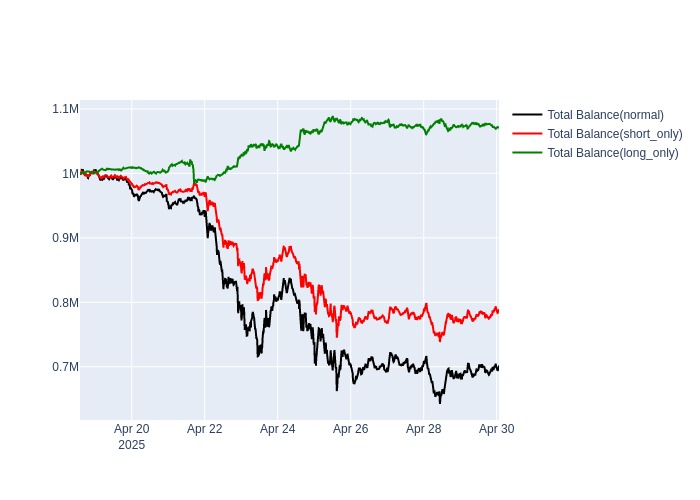 1.1M
1M
0.9M
0.8M
0.7M
Apr 20
2025
Apr 22
Apr 24
Apr 26
Apr 28
Apr 30
Total Balance(normal)
Total Balance(short_only)
Total Balance(long_only)